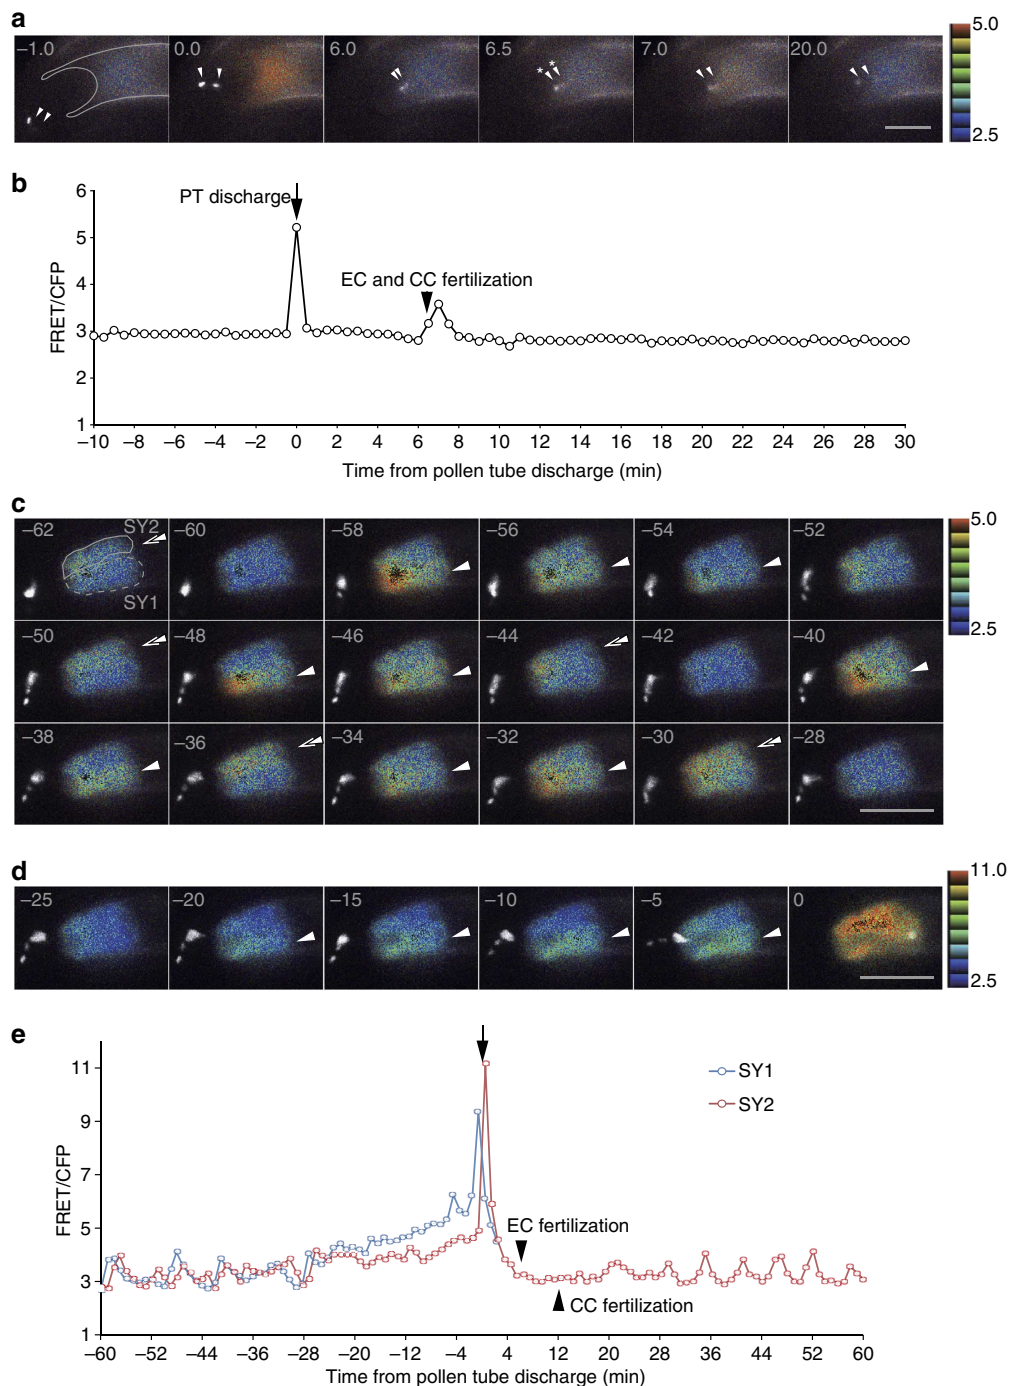 a
–1.0 0.0 6.0 6.5 7.0 20.0
* *
5.0
2.5
b
PT discharge
EC and CC fertilization
FRET/CFP
6
5
4
3
2
1
–10 –8 –6 –4 –2 0 2 4 6 8 10 12 14 16 18 20 22 24 26 28 30
Time from pollen tube discharge (min)
c
–62 –60 –58 –56 –54 –52
SY2
SY1
5.0
2.5
–50 –48 –46 –44 –42 –40
–38 –36 –34 –32 –30 –28
d
–25 –20 –15 –10 –5 0
11.0
2.5
e
FRET/CFP
11
9
7
5
3
1
SY1
SY2
EC fertilization
CC fertilization
–60 –52 –44 –36 –28 –20 –12 –4 4 12 20 28 36 44 52 60
Time from pollen tube discharge (min)